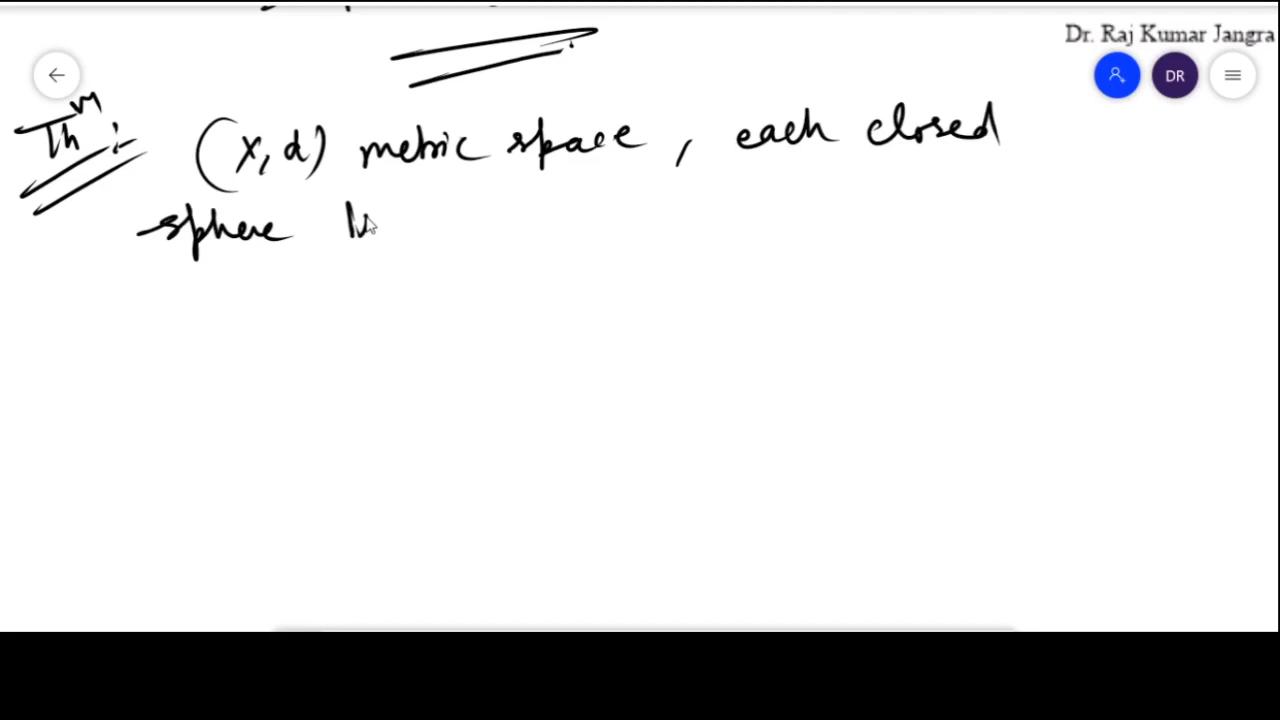 Dr. Raj Kumar Jangra
DR
Thm :
(X, d) metric space , each closed
sphere